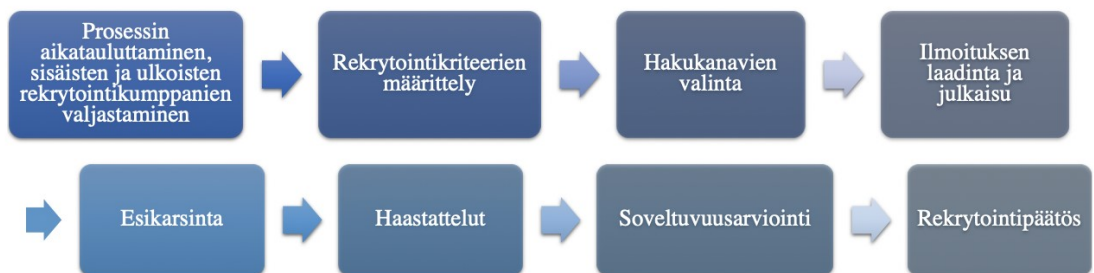 Prosessin
aikatauluttaminen,
sisäisten ja ulkoisten
rekrytointikumppanien
valjastaminen
Rekrytointikriteerien
määrittely
Hakukanavien
valinta
Ilmoituksen
laadinta ja
julkaisu
Esikarsinta
Haastattelut
Soveltuvuusarviointi
Rekrytointipäätös